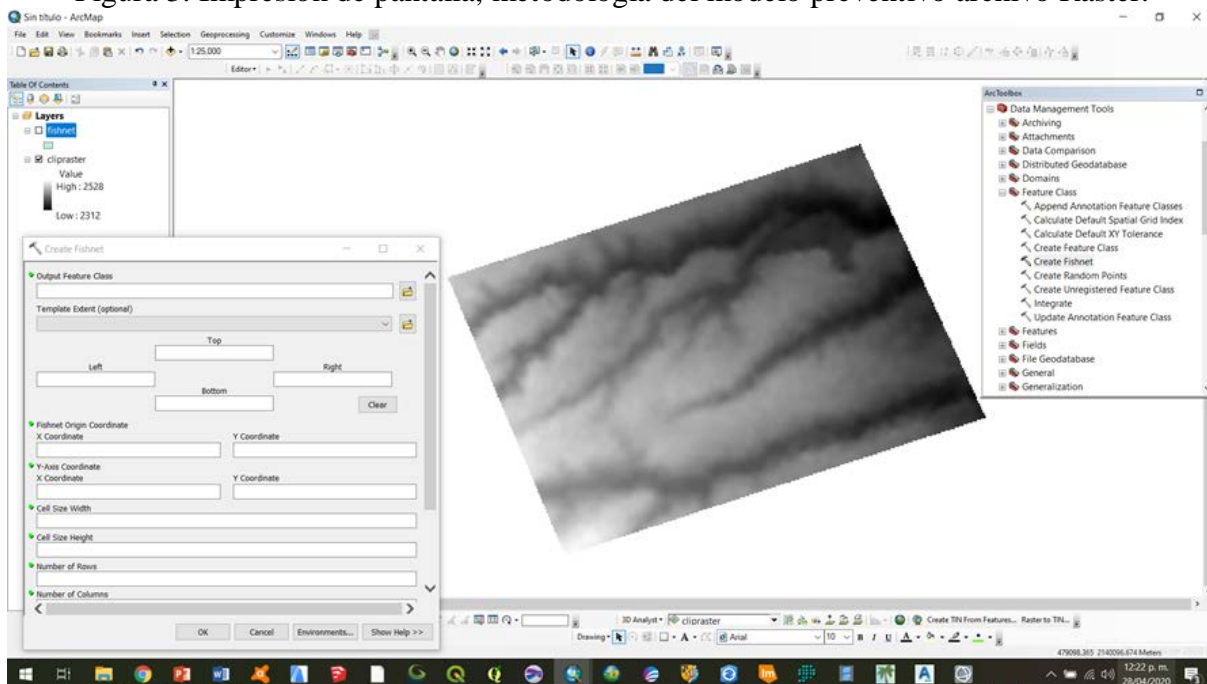 Figura 3. Impresión de pantalla, metodología del modelo preventivo archivo Raster.
Sin título - ArcMap
File Edit View Bookmarks Insert Selection Geoprocessing Customize Windows Help
1:25.000
Editor
Table Of Contents
Layers
fishnet
clipraster
Value
High : 2528
Low : 2312
Create Fishnet
Output Feature Class
Template Extent (optional)
Top
Left Right
Bottom
Clear
Fishnet Origin Coordinate
X Coordinate Y Coordinate
Y-Axis Coordinate
X Coordinate Y Coordinate
Cell Size Width
Cell Size Height
Number of Rows
Number of Columns
OK Cancel Environments... Show Help >>
ArcToolbox
Data Management Tools
Archiving
Attachments
Data Comparison
Distributed Geodatabase
Domains
Feature Class
Append Annotation Feature Classes
Calculate Default Spatial Grid Index
Calculate Default XY Tolerance
Create Feature Class
Create Fishnet
Create Random Points
Create Unregistered Feature Class
Integrate
Update Annotation Feature Class
Features
Fields
File Geodatabase
General
Generalization
3D Analyst clipraster Create TIN From Features... Raster to TIN...
Drawing A Arial 10 B I U A
479098.365 2140096.674 Meters
12:22 p. m.
28/04/2020